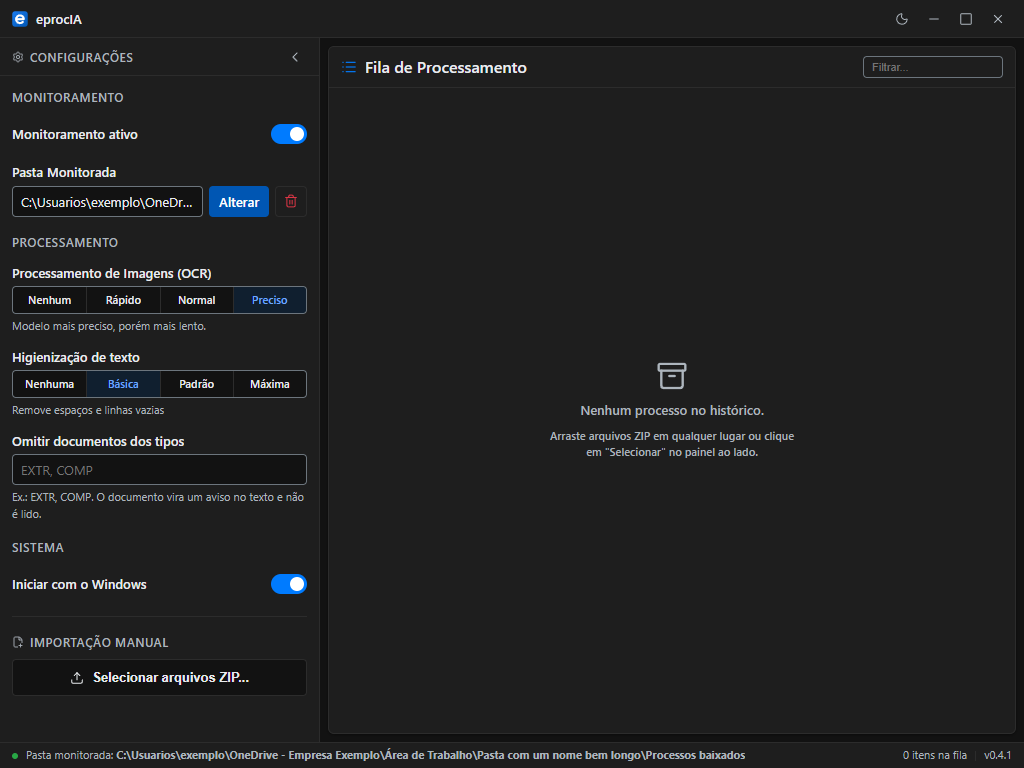 eprocIA
CONFIGURAÇÕES
MONITORAMENTO
Monitoramento ativo
Pasta Monitorada
C:\Usuarios\exemplo\OneDr...
Alterar
PROCESSAMENTO
Processamento de Imagens (OCR)
Nenhum Rápido Normal Preciso
Modelo mais preciso, porém mais lento.
Higienização de texto
Nenhuma Básica Padrão Máxima
Remove espaços e linhas vazias
Omitir documentos dos tipos
EXTR, COMP
Ex.: EXTR, COMP. O documento vira um aviso no texto e não
é lido.
SISTEMA
Iniciar com o Windows
IMPORTAÇÃO MANUAL
Selecionar arquivos ZIP...
Fila de Processamento
Filtrar...
Nenhum processo no histórico.
Arraste arquivos ZIP em qualquer lugar ou clique
em "Selecionar" no painel ao lado.
Pasta monitorada: C:\Usuarios\exemplo\OneDrive - Empresa Exemplo\Área de Trabalho\Pasta com um nome bem longo\Processos baixados
0 itens na fila
v0.4.1